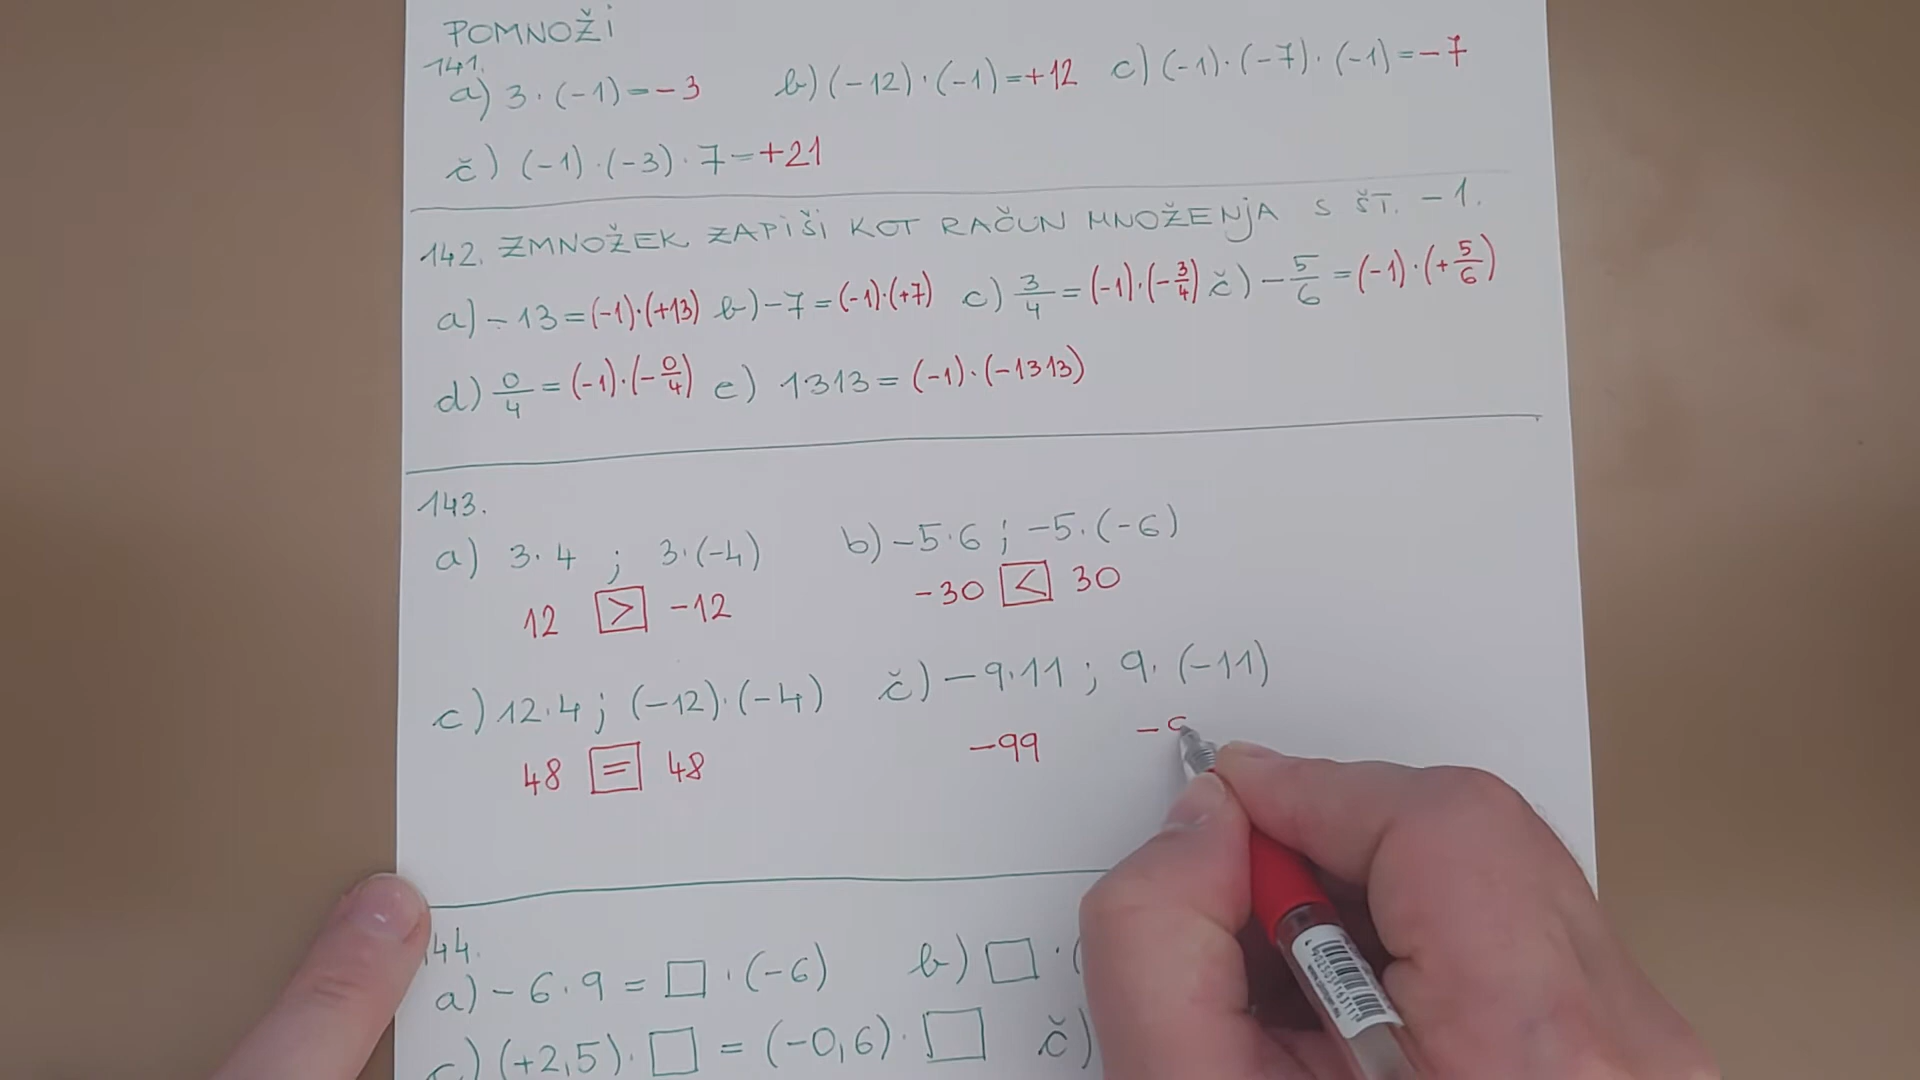 POMNOŽI
141.
a) 3·(-1)=-3 b) (-12)·(-1)=+12 c) (-1)·(-7)·(-1)=-7
č) (-1)·(-3)·7=+21
142. ZMNOŽEK ZAPIŠI KOT RAČUN MNOŽENJA S ŠT. -1.
a) -13=(-1)·(+13) b) -7=(-1)·(+7) c) 3/4=(-1)·(-3/4) č) -5/6=(-1)·(+5/6)
d) 0/4=(-1)·(-0/4) e) 1313=(-1)·(-1313)
143.
a) 3·4 ; 3·(-4) b) -5·6 ; -5·(-6)
12 > -12 -30 < 30
c) 12·4 ; (-12)·(-4) č) -9·11 ; 9·(-11)
48 = 48 -99 -9
44.
a) -6·9 = □·(-6) b) □·(
c) (+2,5)·□ = (-0,6)·□ č)